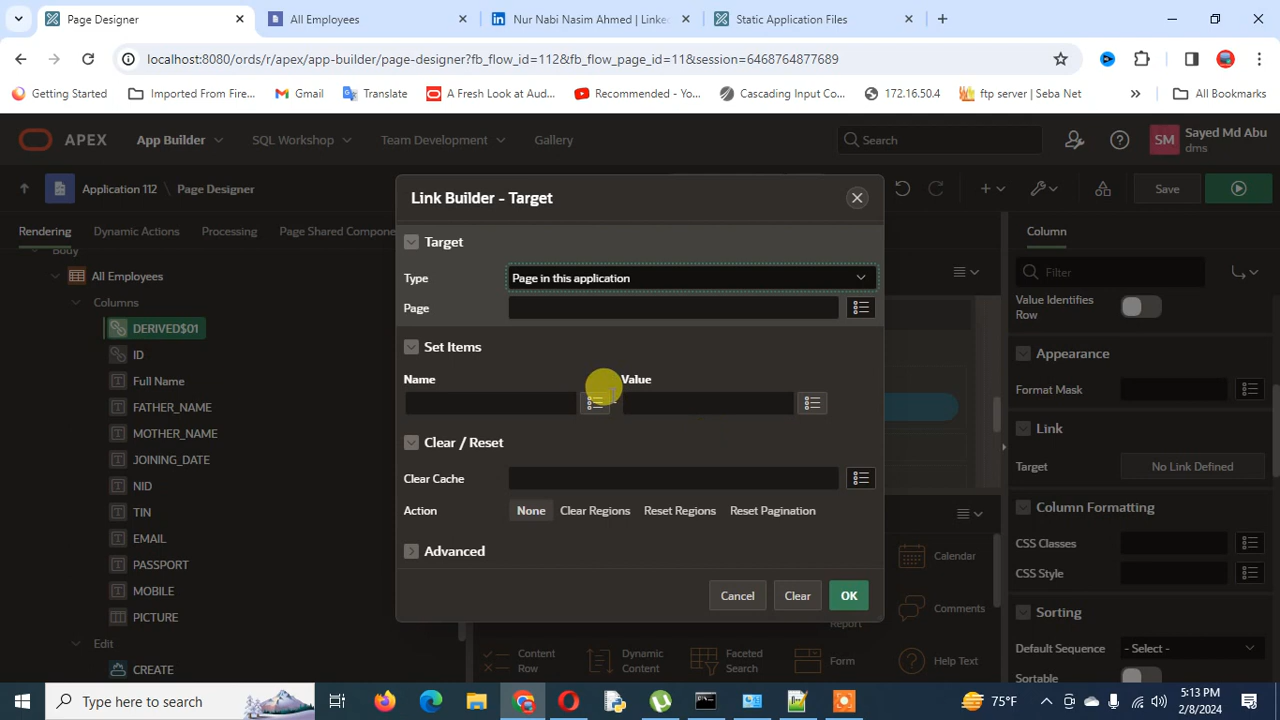 Page Designer
All Employees
Nur Nabi Nasim Ahmed | Linke
Static Application Files
localhost:8080/ords/r/apex/app-builder/page-designer?fb_flow_id=112&fb_flow_page_id=11&session=6468764877689
Getting Started
Imported From Fire...
Gmail
Translate
A Fresh Look at Aud...
Recommended - Yo...
Cascading Input Co...
172.16.50.4
ftp server | Seba Net
All Bookmarks
APEX
App Builder
SQL Workshop
Team Development
Gallery
Search
SM
Sayed Md Abu
dms
Application 112 \ Page Designer
Save
Rendering
Dynamic Actions
Processing
Page Shared Compone
Body
All Employees
Columns
DERIVED$01
ID
Full Name
FATHER_NAME
MOTHER_NAME
JOINING_DATE
NID
TIN
EMAIL
PASSPORT
MOBILE
PICTURE
Edit
CREATE
Link Builder - Target
Target
Type
Page in this application
Page
Set Items
Name
Value
Clear / Reset
Clear Cache
Action
None
Clear Regions
Reset Regions
Reset Pagination
Advanced
Cancel
Clear
OK
Report
Calendar
Comments
Content Row
Dynamic Content
Faceted Search
Form
Help Text
Column
Filter
Value Identifies
Row
Appearance
Format Mask
Link
Target
No Link Defined
Column Formatting
CSS Classes
CSS Style
Sorting
Default Sequence
- Select -
Sortable
Type here to search
75°F
5:13 PM
2/8/2024